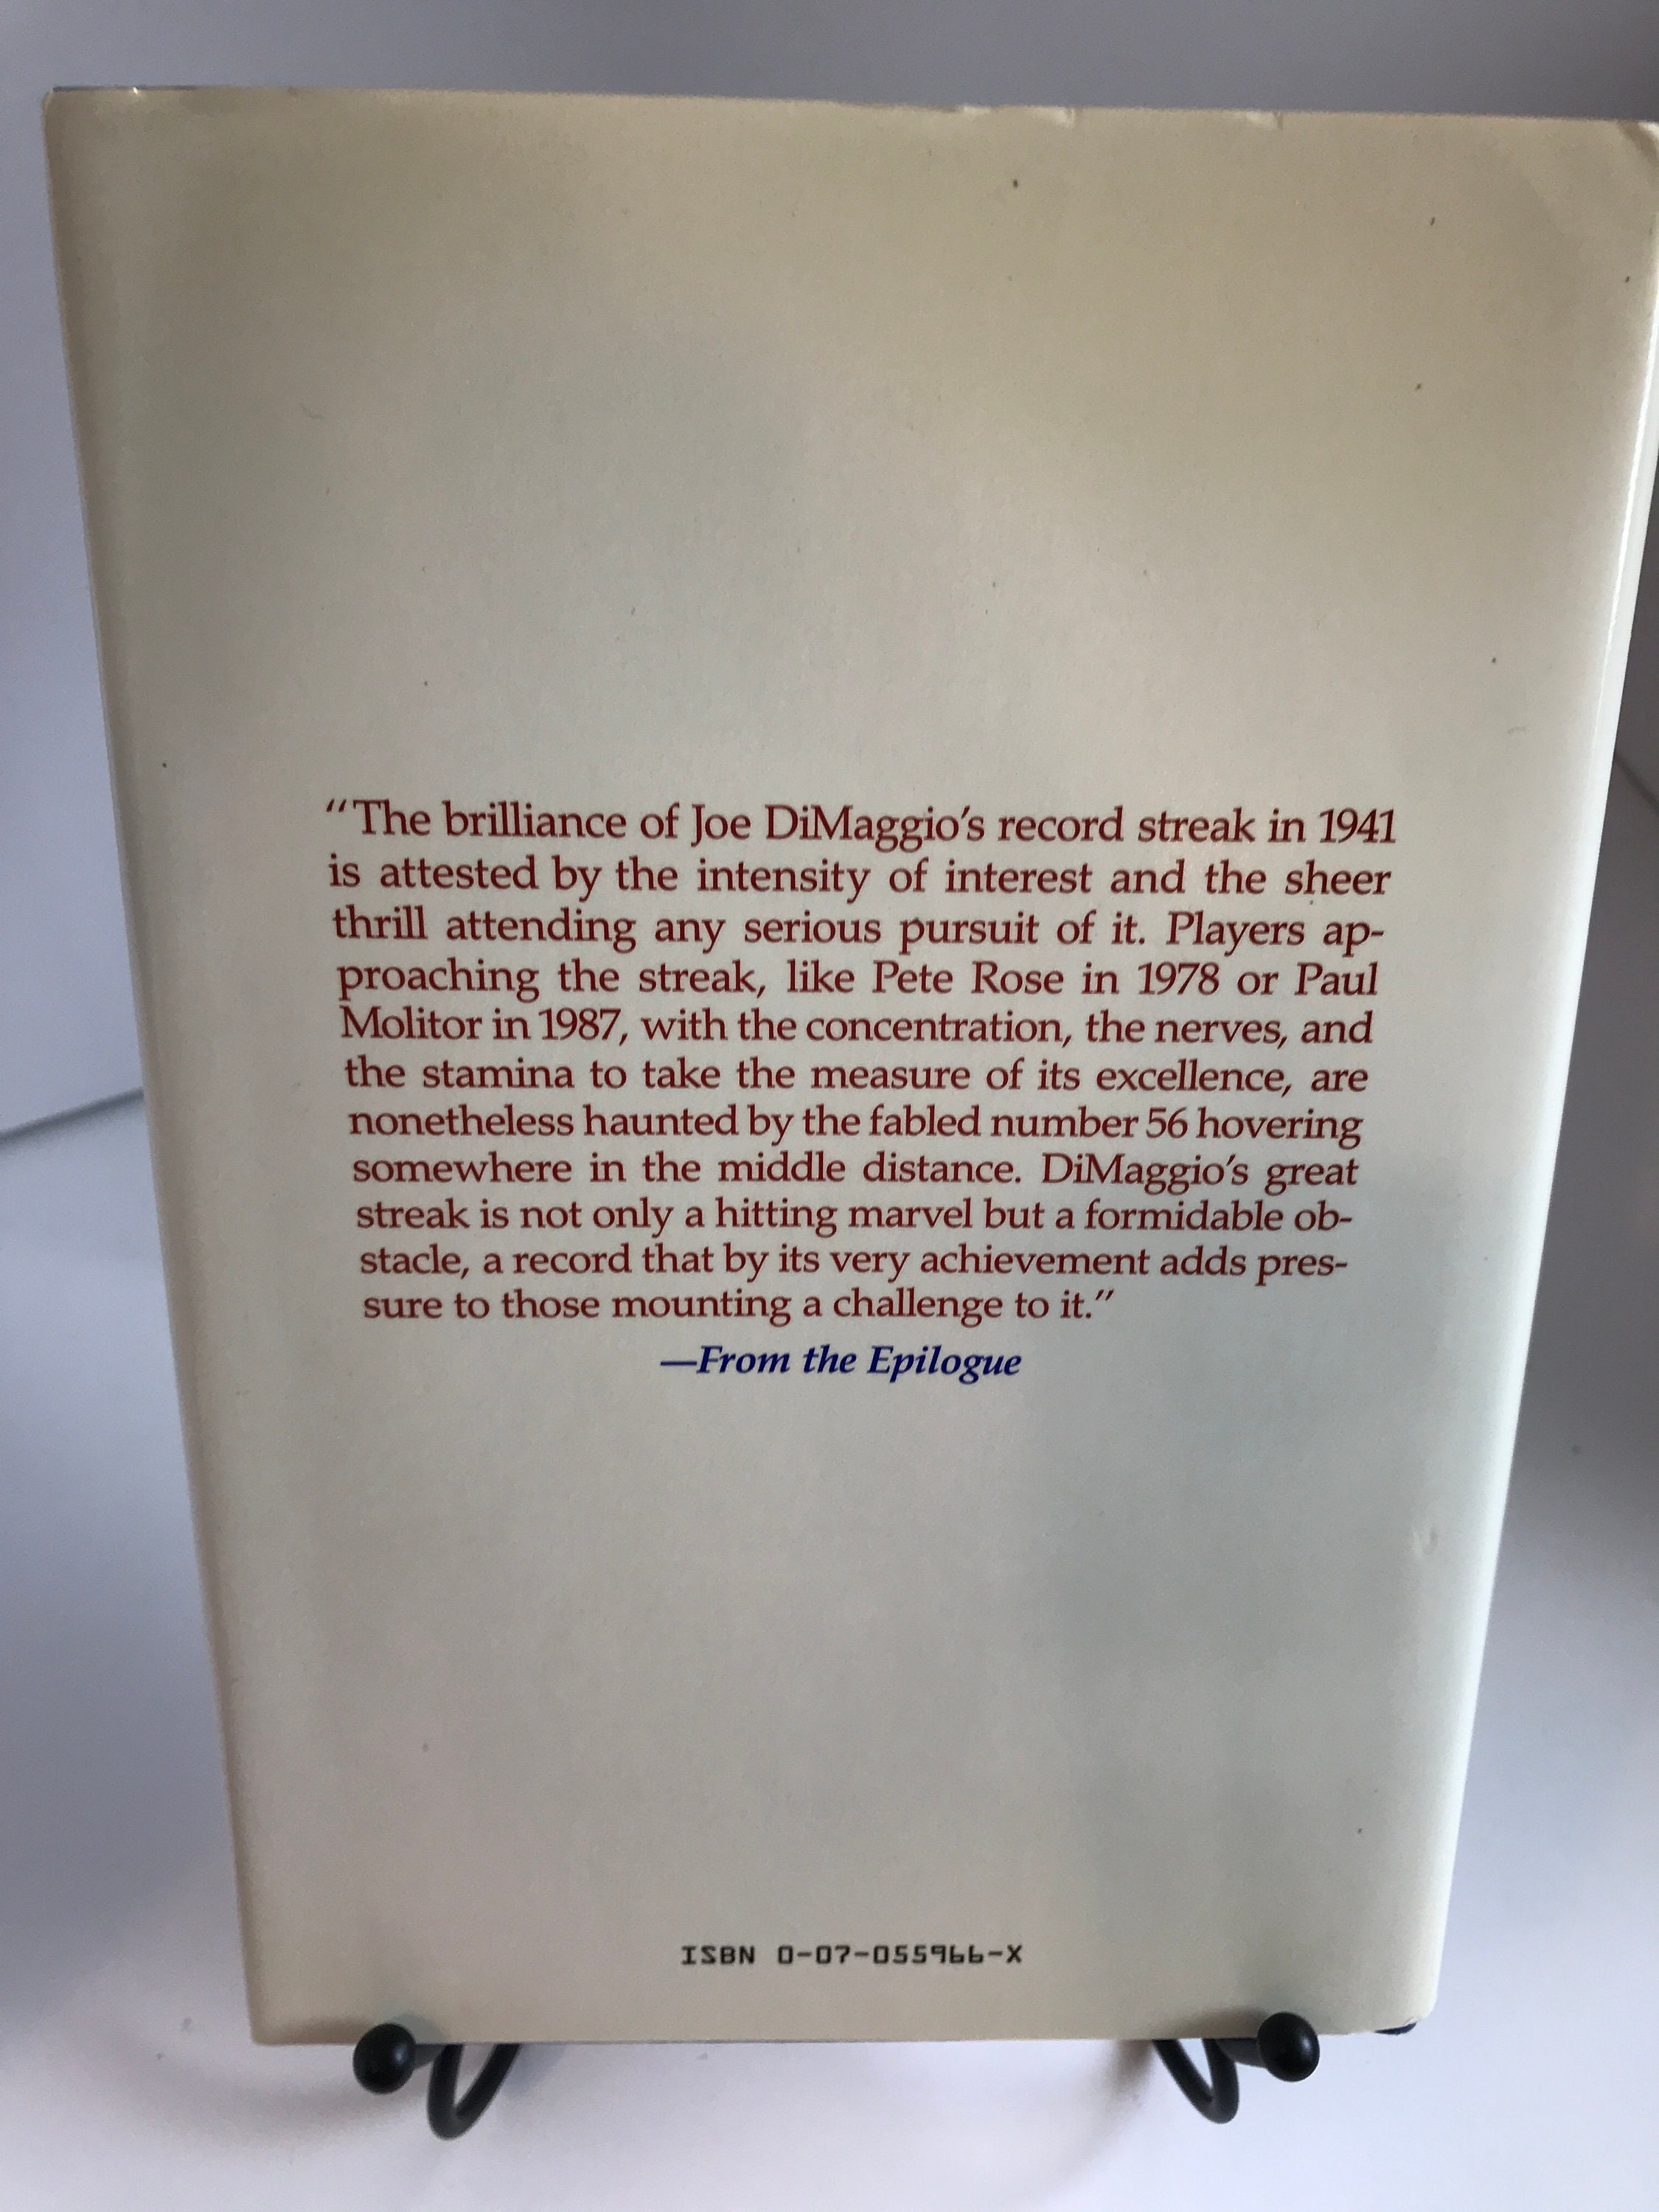 “The brilliance of Joe DiMaggio’s record streak in 1941
is attested by the intensity of interest and the sheer
thrill attending any serious pursuit of it. Players ap-
proaching the streak, like Pete Rose in 1978 or Paul
Molitor in 1987, with the concentration, the nerves, and
the stamina to take the measure of its excellence, are
nonetheless haunted by the fabled number 56 hovering
somewhere in the middle distance. DiMaggio’s great
streak is not only a hitting marvel but a formidable ob-
stacle, a record that by its very achievement adds pres-
sure to those mounting a challenge to it.”
—From the Epilogue
ISBN 0-07-055966-X